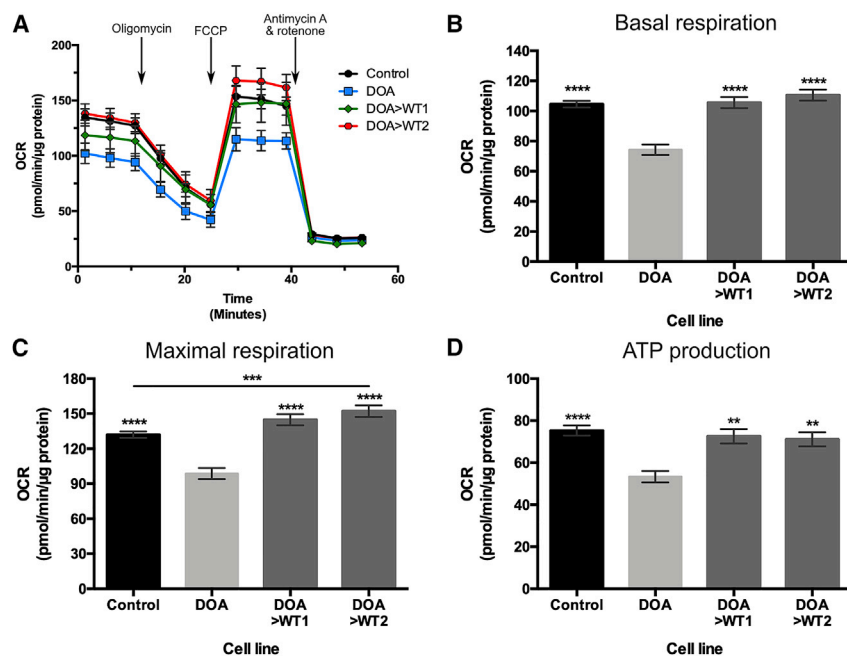 A
Oligomycin
FCCP
Antimycin A
& rotenone
Control
DOA
DOA>WT1
DOA>WT2
200
150
100
50
0
OCR
(pmol/min/μg protein)
0
20
40
60
Time
(Minutes)
B
Basal respiration
140
120
100
80
60
40
20
0
OCR
(pmol/min/μg protein)
****
****
****
Control
DOA
DOA
>WT1
DOA
>WT2
Cell line
C
Maximal respiration
180
150
120
90
60
30
0
OCR
(pmol/min/μg protein)
***
****
****
****
Control
DOA
DOA
>WT1
DOA
>WT2
Cell line
D
ATP production
100
80
60
40
20
0
OCR
(pmol/min/μg protein)
****
**
**
Control
DOA
DOA
>WT1
DOA
>WT2
Cell line